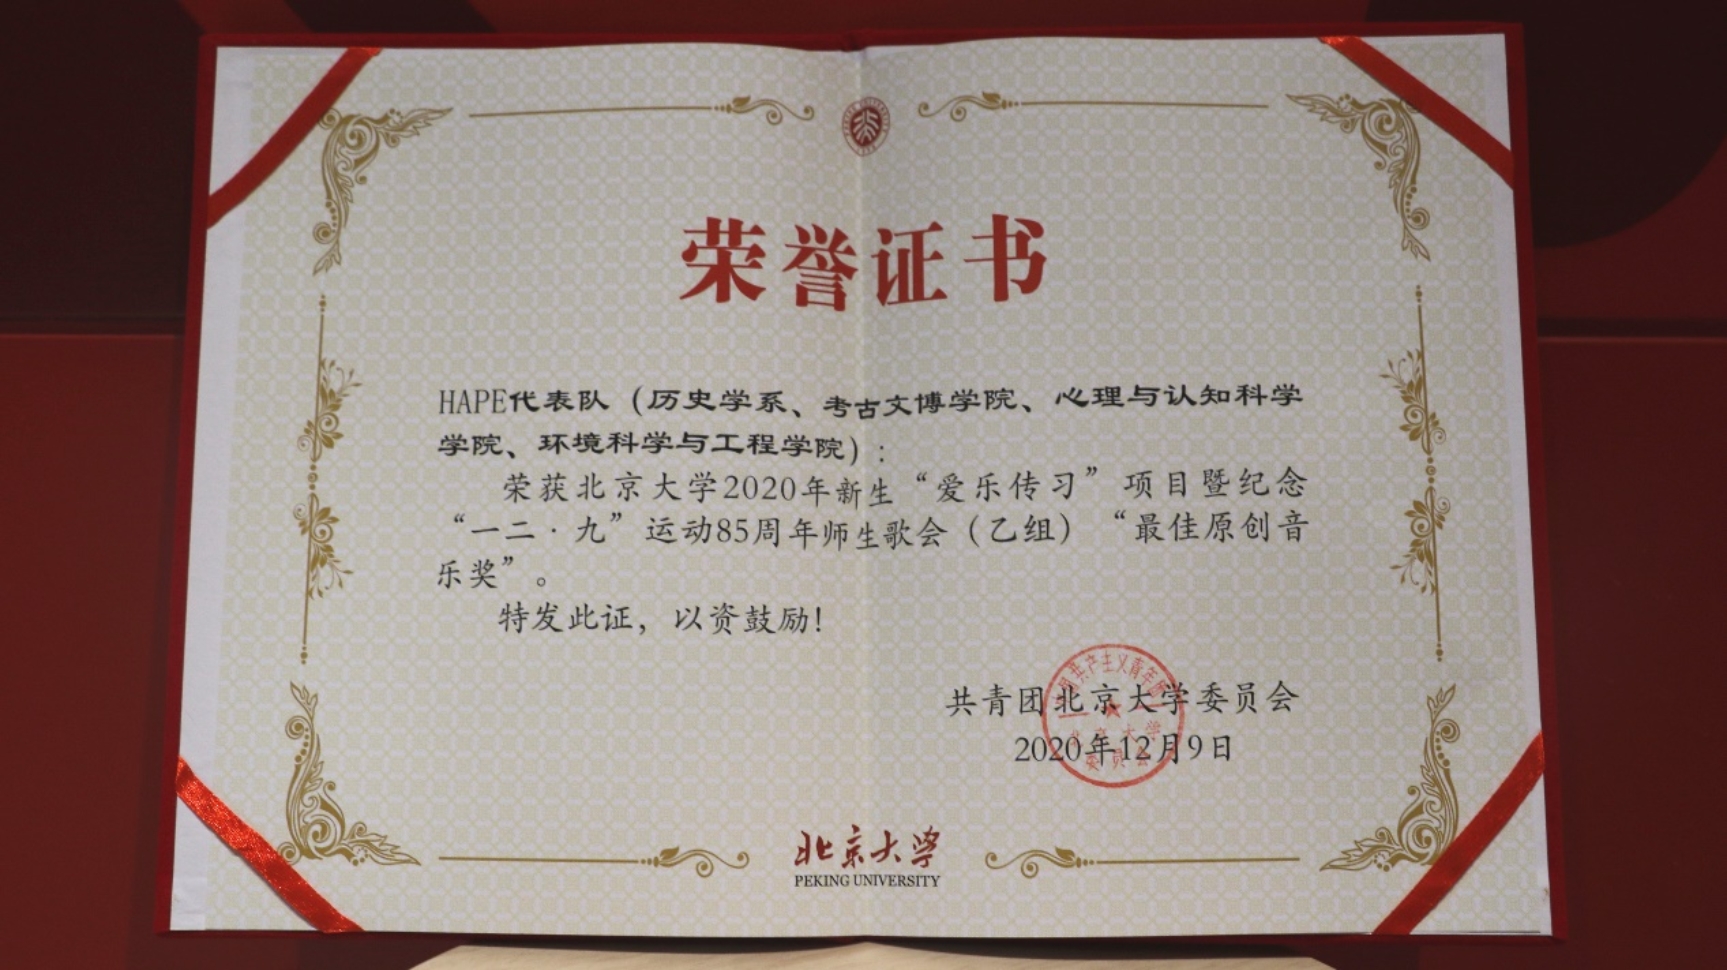 荣誉证书
HAPE代表队（历史学系、考古文博学院、心理与认知科学
学院、环境科学与工程学院）：
荣获北京大学2020年新生“爱乐传习”项目暨纪念
“一二·九”运动85周年师生歌会（乙组）“最佳原创音
乐奖”。
特发此证，以资鼓励！
共青团北京大学委员会
2020年12月9日
北京大学
PEKING UNIVERSITY